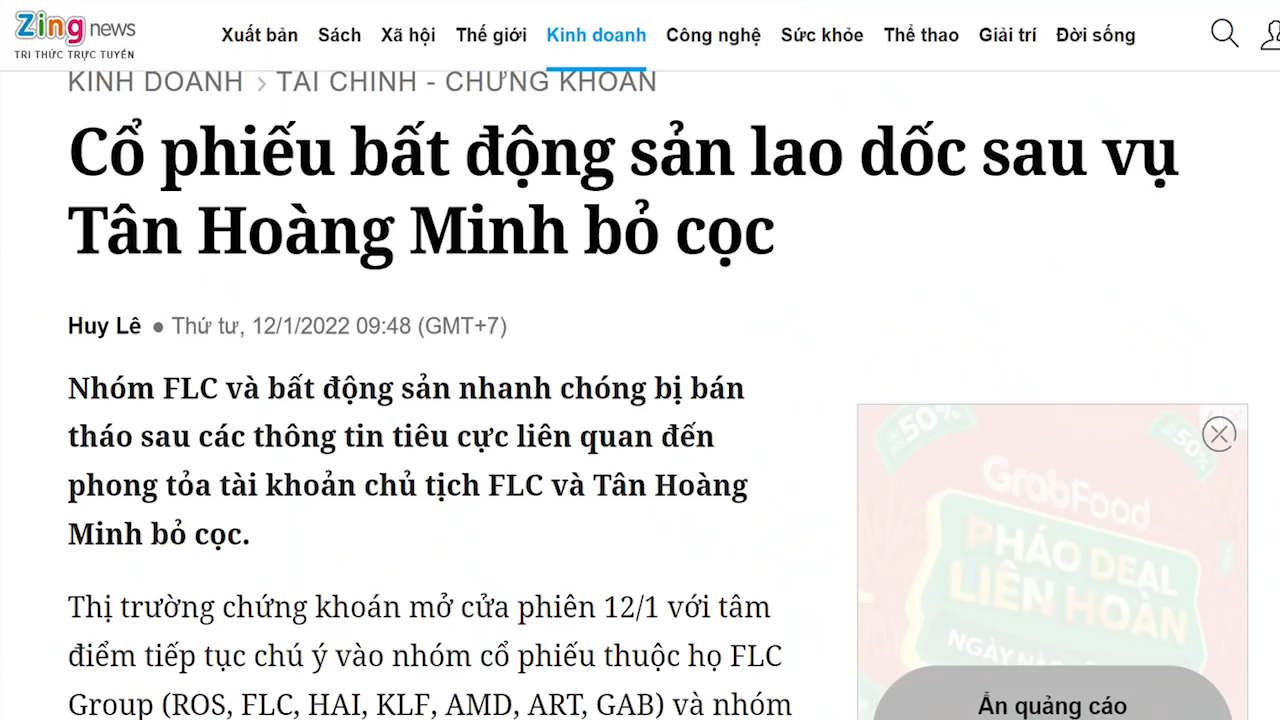 Zing news
TRI THỨC TRỰC TUYẾN
Xuất bản Sách Xã hội Thế giới Kinh doanh Công nghệ Sức khỏe Thể thao Giải trí Đời sống
KINH DOANH › TÀI CHÍNH - CHỨNG KHOÁN
Cổ phiếu bất động sản lao dốc sau vụ
Tân Hoàng Minh bỏ cọc
Huy Lê ● Thứ tư, 12/1/2022 09:48 (GMT+7)
Nhóm FLC và bất động sản nhanh chóng bị bán
tháo sau các thông tin tiêu cực liên quan đến
phong tỏa tài khoản chủ tịch FLC và Tân Hoàng
Minh bỏ cọc.
Thị trường chứng khoán mở cửa phiên 12/1 với tâm
điểm tiếp tục chú ý vào nhóm cổ phiếu thuộc họ FLC
Group (ROS, FLC, HAI, KLF, AMD, ART, GAB) và nhóm
50%
50%
GrabFood
PHÁO DEAL
LIÊN HOÀN
NGÀY
Ẩn quảng cáo